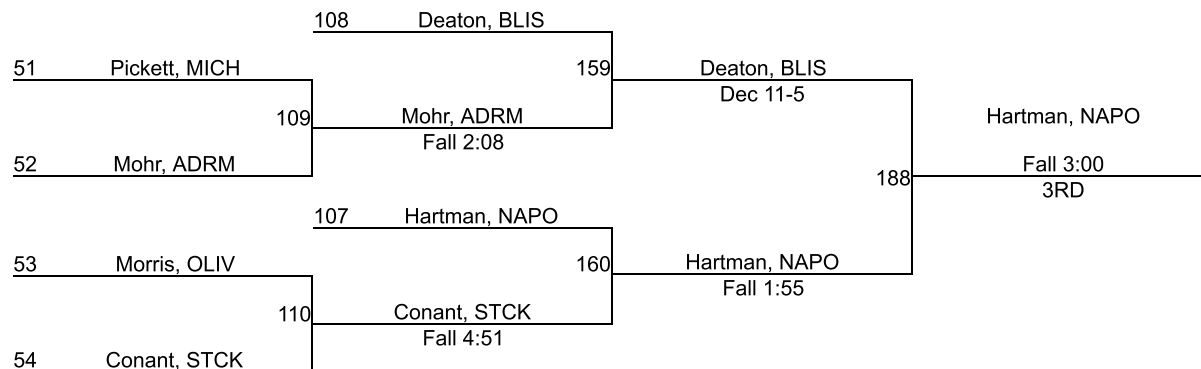 108 Deaton, BLIS
51 Pickett, MICH
159 Deaton, BLIS
Dec 11-5
109 Mohr, ADRM
Fall 2:08
Hartman, NAPO
52 Mohr, ADRM
188 Fall 3:00
3RD
107 Hartman, NAPO
53 Morris, OLIV
160 Hartman, NAPO
Fall 1:55
110 Conant, STCK
Fall 4:51
54 Conant, STCK